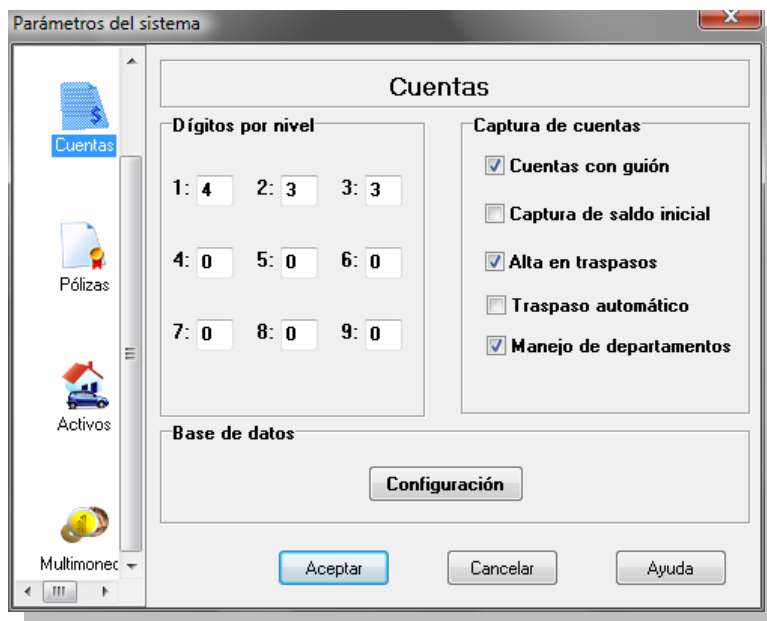 Parámetros del sistema
Cuentas
Pólizas
Activos
Multimonec
Cuentas
Dígitos por nivel
1: 4 2: 3 3: 3
4: 0 5: 0 6: 0
7: 0 8: 0 9: 0
Captura de cuentas
Cuentas con guión
Captura de saldo inicial
Alta en traspasos
Traspaso automático
Manejo de departamentos
Base de datos
Configuración
Aceptar Cancelar Ayuda